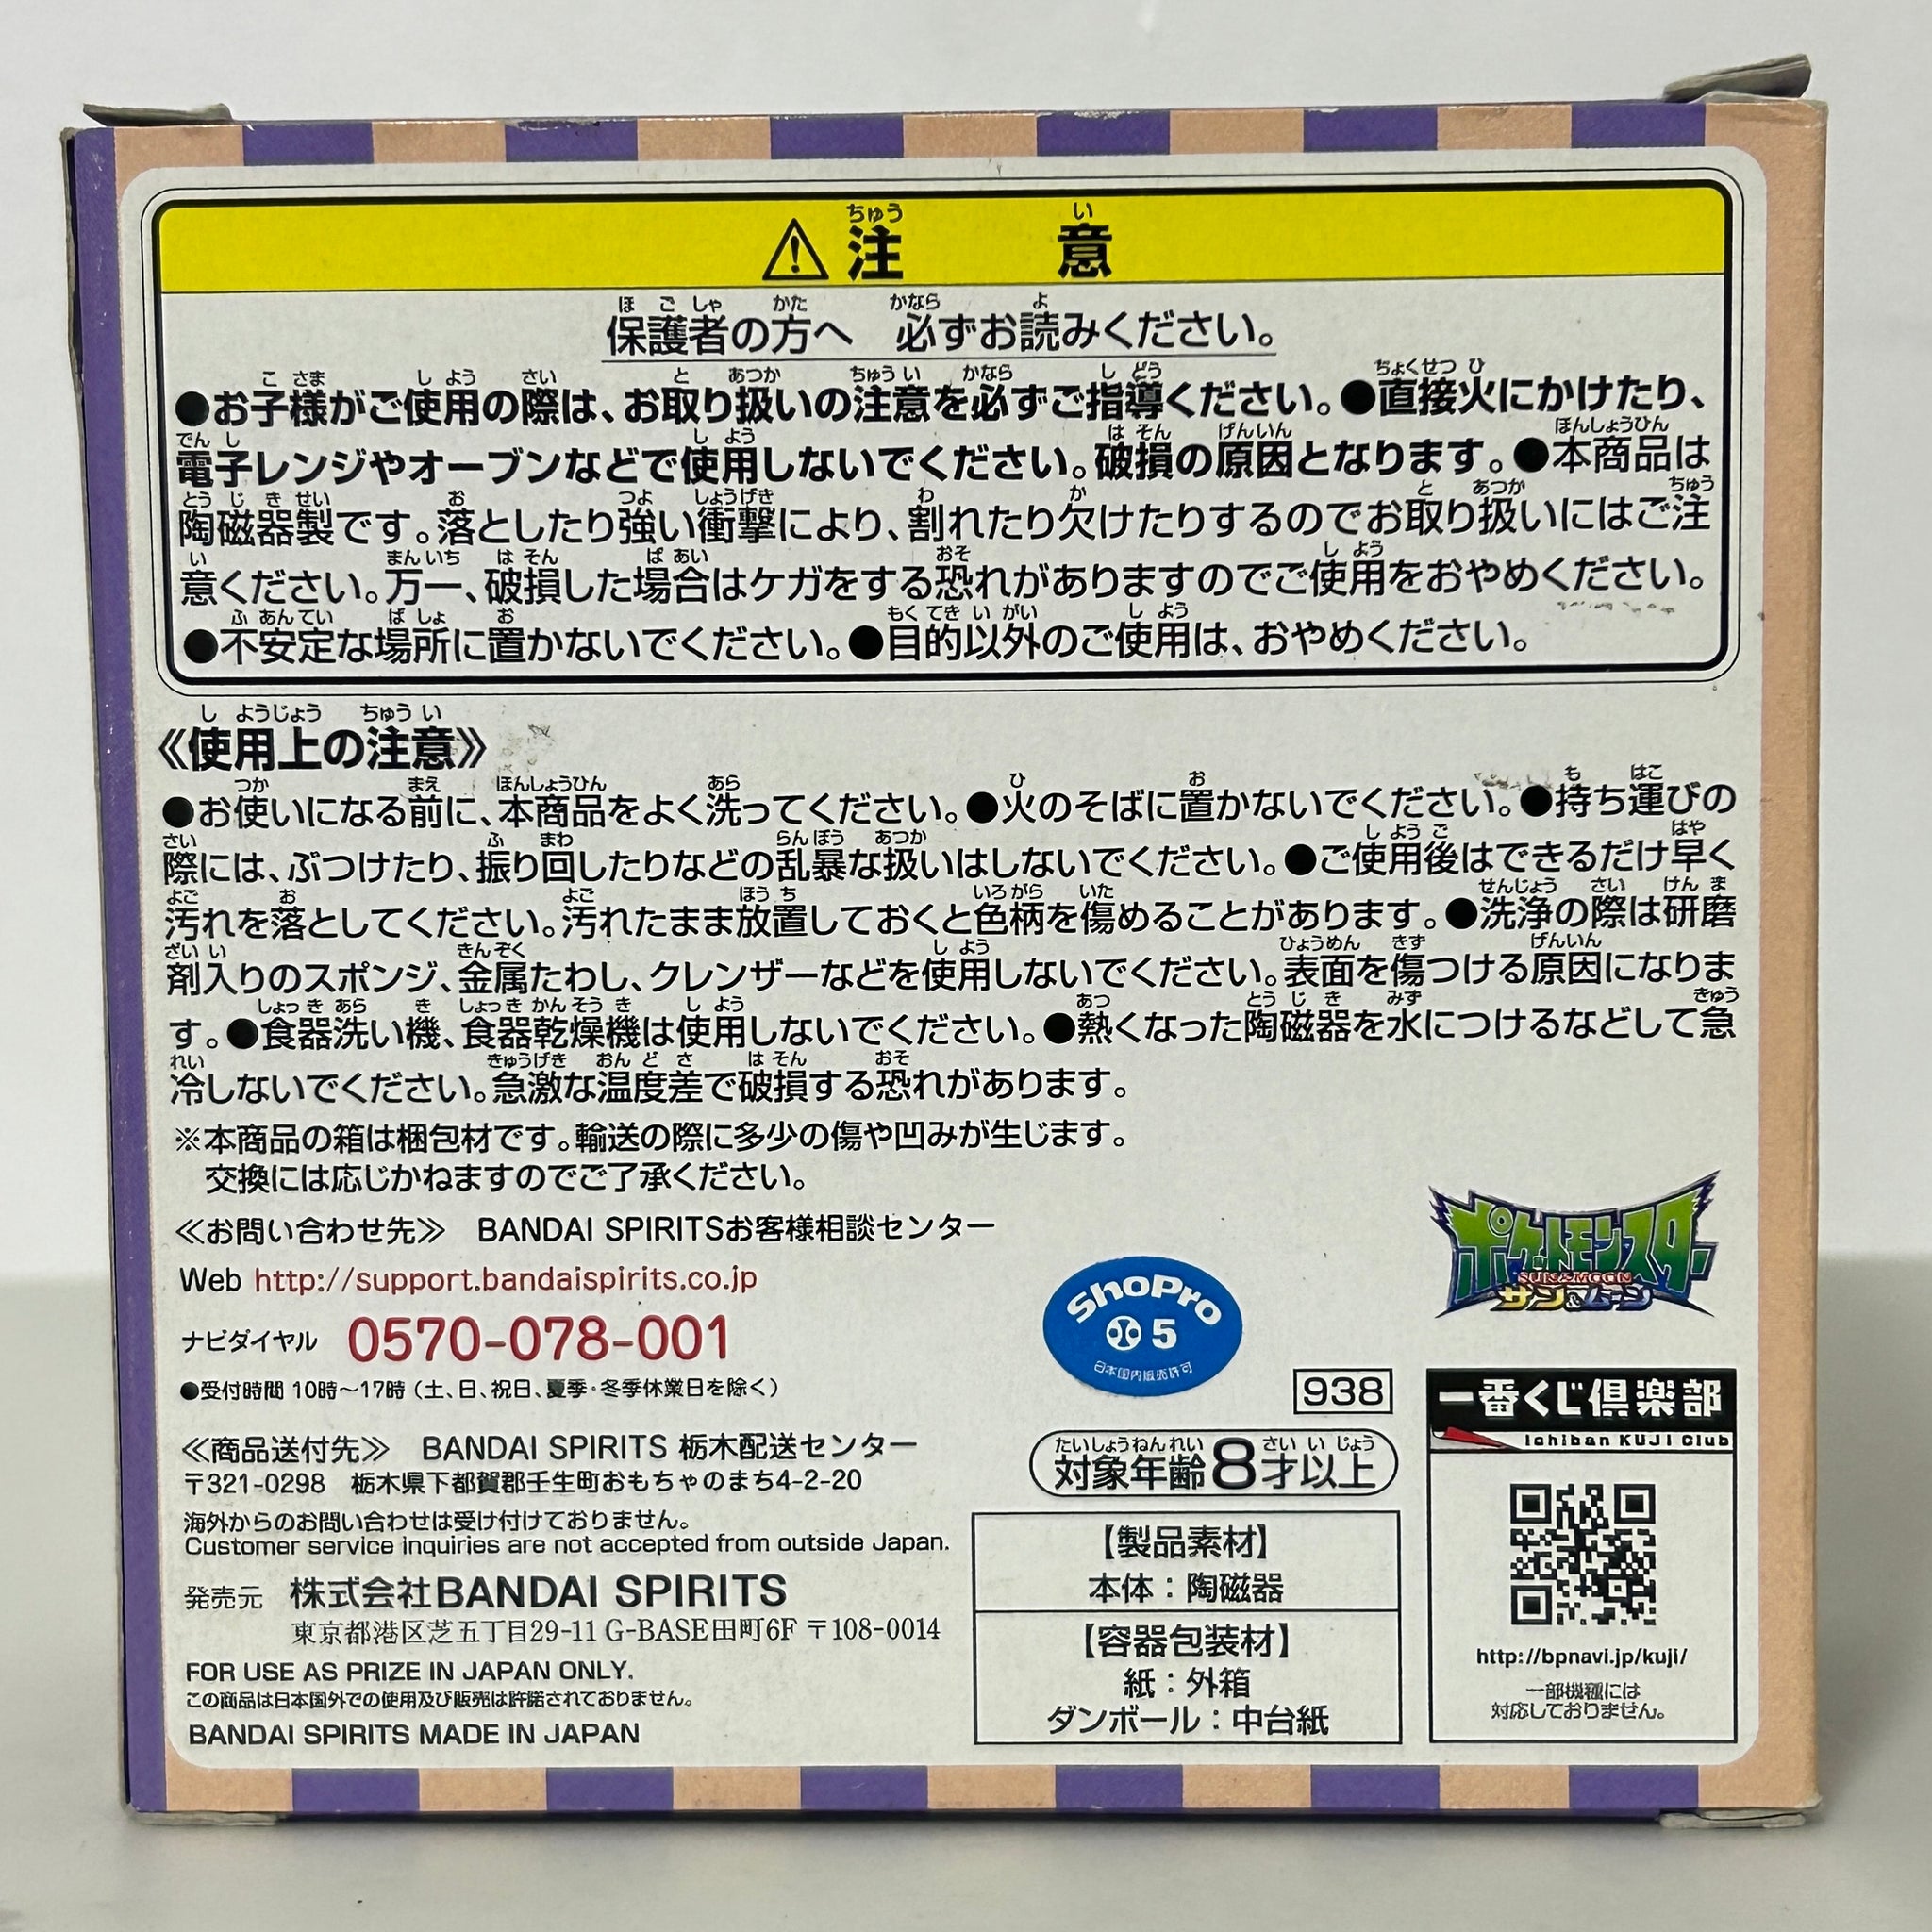 ⚠注意
保護者の方へ 必ずお読みください。
●お子様がご使用の際は、お取り扱いの注意を必ずご指導ください。●直接火にかけたり、
電子レンジやオーブンなどで使用しないでください。破損の原因となります。●本商品は
陶磁器製です。落としたり強い衝撃により、割れたり欠けたりするのでお取り扱いにはご注
意ください。万一、破損した場合はケガをする恐れがありますのでご使用をおやめください。
●不安定な場所に置かないでください。●目的以外のご使用は、おやめください。
《使用上の注意》
●お使いになる前に、本商品をよく洗ってください。●火のそばに置かないでください。●持ち運びの
際には、ぶつけたり、振り回したりなどの乱暴な扱いはしないでください。●ご使用後はできるだけ早く
汚れを落としてください。汚れたまま放置しておくと色柄を傷めることがあります。●洗浄の際は研磨
剤入りのスポンジ、金属たわし、クレンザーなどを使用しないでください。表面を傷つける原因になりま
す。●食器洗い機、食器乾燥機は使用しないでください。●熱くなった陶磁器を水につけるなどして急
冷しないでください。急激な温度差で破損する恐れがあります。
※本商品の箱は梱包材です。輸送の際に多少の傷や凹みが生じます。
交換には応じかねますのでご了承ください。
≪お問い合わせ先≫ BANDAI SPIRITSお客様相談センター
Web http://support.bandaispirits.co.jp
ナビダイヤル 0570-078-001
●受付時間 10時〜17時（土、日、祝日、夏季・冬季休業日を除く）
≪商品送付先≫ BANDAI SPIRITS 栃木配送センター
〒321-0298 栃木県下都賀郡壬生町おもちゃのまち4-2-20
海外からのお問い合わせは受け付けておりません。
Customer service inquiries are not accepted from outside Japan.
発売元 株式会社BANDAI SPIRITS
東京都港区芝五丁目29-11 G-BASE田町6F 〒108-0014
FOR USE AS PRIZE IN JAPAN ONLY.
この商品は日本国外での使用及び販売は許諾されておりません。
BANDAI SPIRITS MADE IN JAPAN
ShoPro
5
日本国内販売許可
938
対象年齢8才以上
【製品素材】
本体：陶磁器
【容器包装材】
紙：外箱
ダンボール：中台紙
ポケットモンスター
SUN&MOON
サン&ムーン
一番くじ倶楽部
Ichiban KUJI Club
http://bpnavi.jp/kuji/
一部機種には
対応しておりません。